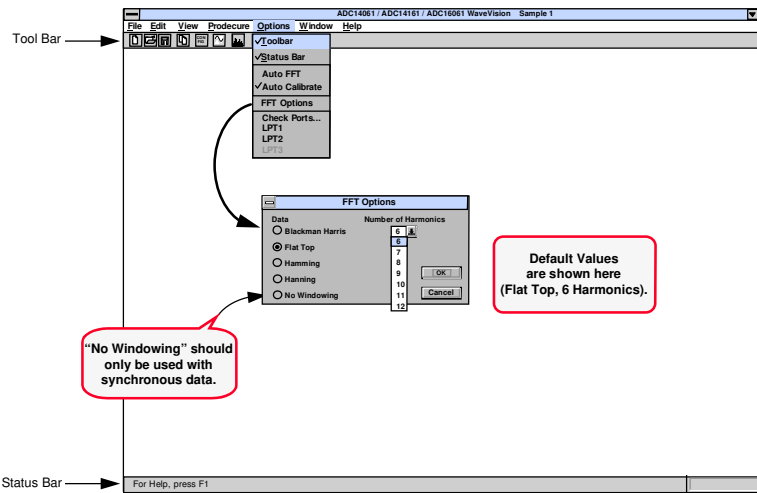 ADC14061 / ADC14161 / ADC16061 WaveVision Sample 1
File Edit View Prodecure Options Window Help
Tool Bar
Toolbar
Status Bar
Auto FFT
Auto Calibrate
FFT Options
Check Ports...
LPT1
LPT2
LPT3
FFT Options
Data
Number of Harmonics
Blackman Harris
Flat Top
Hamming
Hanning
No Windowing
6
6
7
8
9
10
11
12
OK
Cancel
Default Values
are shown here
(Flat Top, 6 Harmonics).
“No Windowing” should
only be used with
synchronous data.
Status Bar
For Help, press F1